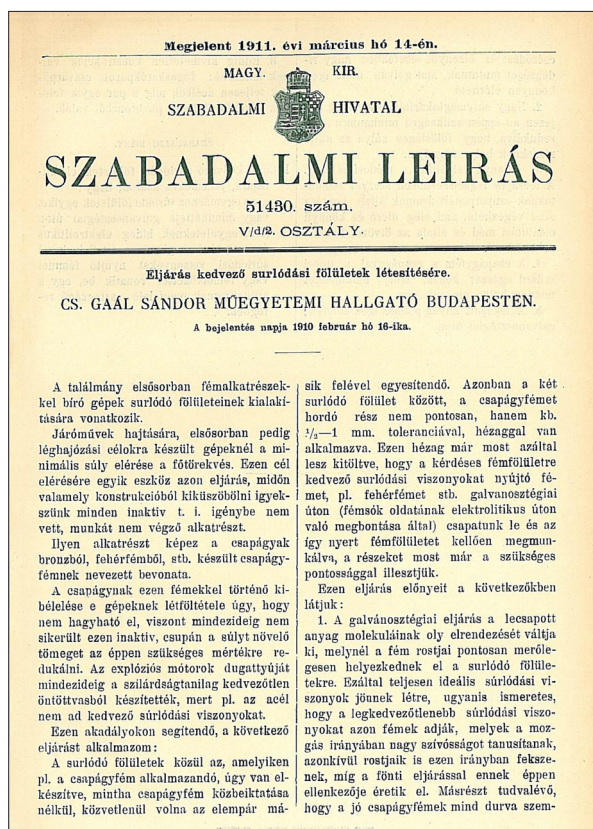 Megjelent 1911. évi március hó 14-én.
MAGY. KIR.
SZABADALMI HIVATAL
SZABADALMI LEIRÁS
51430. szám.
V/d/2. OSZTÁLY.
Eljárás kedvező surlódási fölületek létesítésére.
CS. GAÁL SÁNDOR MŰEGYETEMI HALLGATÓ BUDAPESTEN.
A bejelentés napja 1910 február hó 16-ika.
A találmány elsősorban fémalkatrészek-
kel bíró gépek surlódó fölületeinek kialakí-
tására vonatkozik.
Járóművek hajtására, elsősorban pedig
léghajózási célokra készült gépeknél a mi-
nimális súly elérése a főtörekvés. Ezen cél
elérésére egyik eszköz azon eljárás, midőn
valamely konstrukcióból kiküszöbölni igyek-
szünk minden inaktiv t. i. igénybe nem
vett, munkát nem végző alkatrészt.
Ilyen alkatrészt képez a csapágyak
bronzból, fehérfémből, stb. készült csapágy-
fémnek nevezett bevonata.
A csapágynak ezen fémekkel történő ki-
bélelése e gépeknek létföltétele úgy, hogy
nem hagyható el, viszont mindezideig nem
sikerült ezen inaktiv, csupán a súlyt növelő
tömeget az éppen szükséges mértékre re-
dukálni. Az explóziós mótorok dugattyúját
mindezideig a szilárdságtanilag kedvezőtlen
öntöttvasból készítették, mert pl. az acél
nem ad kedvező súrlódási viszonyokat.
Ezen akadályokon segítendő, a következő
eljárást alkalmazom:
A surlódó fölületek közül az, amelyiken
pl. a csapágyfém alkalmazandó, úgy van el-
készítve, mintha csapágyfém közbeiktatása
nélkül, közvetlenül volna az elempár má-
sik felével egyesítendő. Azonban a két
surlódó fölület között, a csapágyfémet
hordó rész nem pontosan, hanem kb.
1/2—1 mm. toleranciával, hézaggal van
alkalmazva. Ezen hézag már most azáltal
lesz kitöltve, hogy a kérdéses fémfölületre
kedvező surlódási viszonyokat nyújtó fé-
met, pl. fehérfémet stb. galvanosztégiai
úton (fémsók oldatának elektrolitikus úton
való megbontása által) csapatunk le és az
így nyert fémfölületet kellően megmun-
kálva, a részeket most már a szükséges
pontossággal illesztjük.
Ezen eljárás előnyeit a következőkben
látjuk:
1. A galvanosztégiai eljárás a lecsapott
anyag molekuláinak oly elrendezését váltja
ki, melynél a fém rostjai pontosan merőle-
gesen helyezkednek el a surlódó fölüle-
tekre. Ezáltal teljesen ideális súrlódási vi-
szonyok jönnek létre, ugyanis ismeretes,
hogy a legkedvezőtlenebb súrlódási viszo-
nyokat azon fémek adják, melyek a moz-
gás irányában nagy szívósságot tanusítanak,
azonkívül rostjaik is ezen irányban feksze-
nek, míg a fönti eljárással ennek éppen
ellenkezője éretik el. Másrészt tudvalévő,
hogy a jó csapágyfémek mind durva szem-